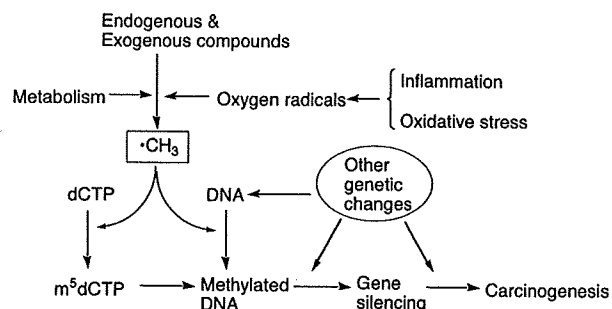 Endogenous &
Exogenous compounds
Metabolism
Oxygen radicals
Inflammation
Oxidative stress
·CH₃
Other
genetic
changes
dCTP
DNA
m⁵dCTP
Methylated
DNA
Gene
silencing
Carcinogenesis